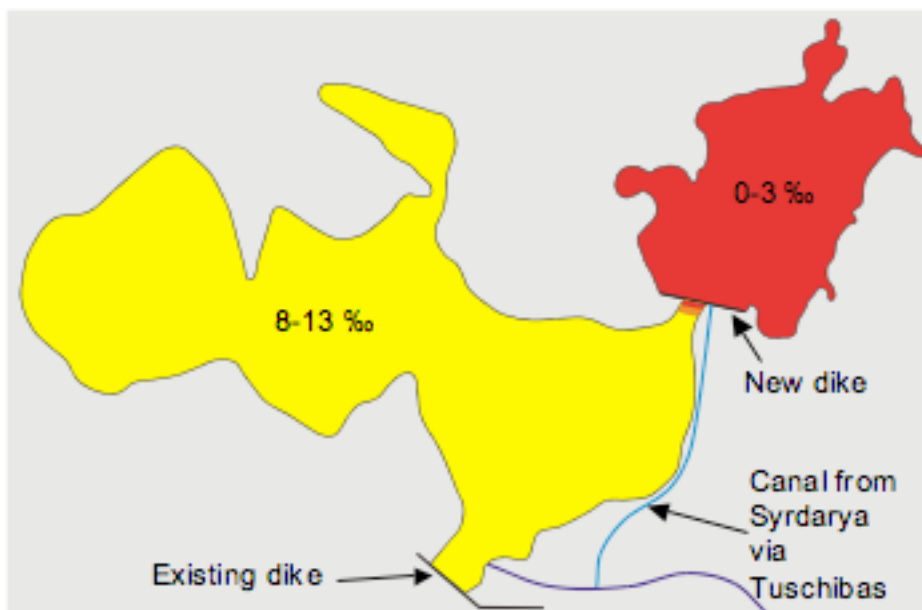 0-3 ‰
8-13 ‰
New dike
Canal from
Syrdarya
via
Tuschibas
Existing dike